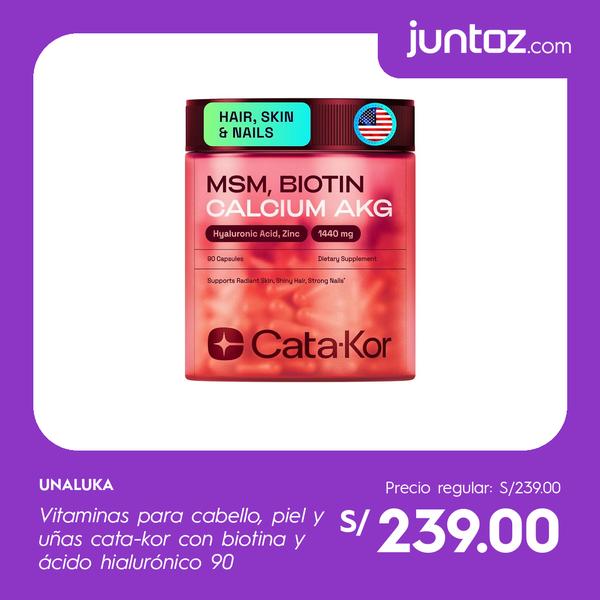 juntoz.com
HAIR, SKIN
& NAILS
MSM, BIOTIN
CALCIUM AKG
Hyaluronic Acid, Zinc 1440 mg
90 Capsules Dietary Supplement
Supports Radiant Skin, Shiny Hair, Strong Nails*
Cata·Kor
UNALUKA
Precio regular: S/239.00
Vitaminas para cabello, piel y
uñas cata-kor con biotina y
ácido hialurónico 90
S/ 239.00